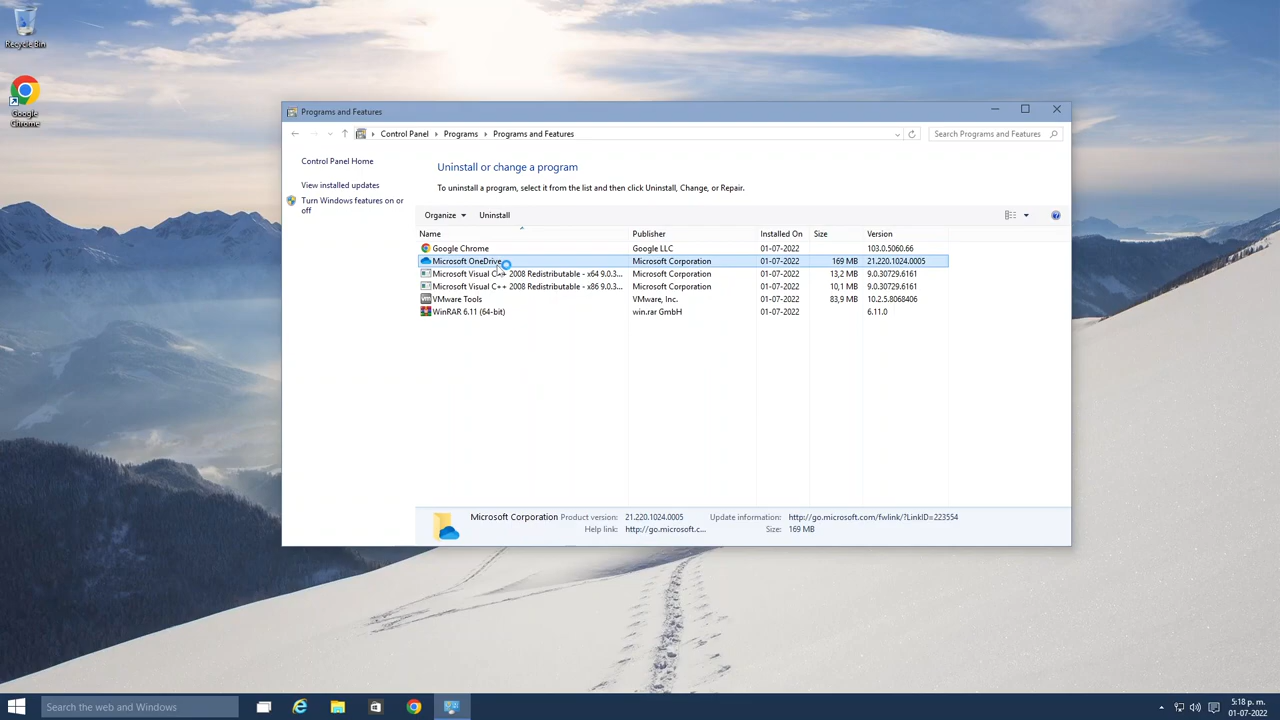 Recycle Bin
Google
Chrome
Programs and Features
Control Panel
Programs
Programs and Features
Search Programs and Features
Control Panel Home
View installed updates
Turn Windows features on or
off
Uninstall or change a program
To uninstall a program, select it from the list and then click Uninstall, Change, or Repair.
Organize Uninstall
Name Publisher Installed On Size Version
Google Chrome Google LLC 01-07-2022 103.0.5060.66
Microsoft OneDrive Microsoft Corporation 01-07-2022 169 MB 21.220.1024.0005
Microsoft Visual C++ 2008 Redistributable - x64 9.0.3... Microsoft Corporation 01-07-2022 13,2 MB 9.0.30729.6161
Microsoft Visual C++ 2008 Redistributable - x86 9.0.3... Microsoft Corporation 01-07-2022 10,1 MB 9.0.30729.6161
VMware Tools VMware, Inc. 01-07-2022 83,9 MB 10.2.5.8068406
WinRAR 6.11 (64-bit) win.rar GmbH 01-07-2022 6.11.0
Microsoft Corporation Product version: 21.220.1024.0005 Update information: http://go.microsoft.com/fwlink/?LinkID=223554
Help link: http://go.microsoft.c... Size: 169 MB
Search the web and Windows
5:18 p. m.
01-07-2022